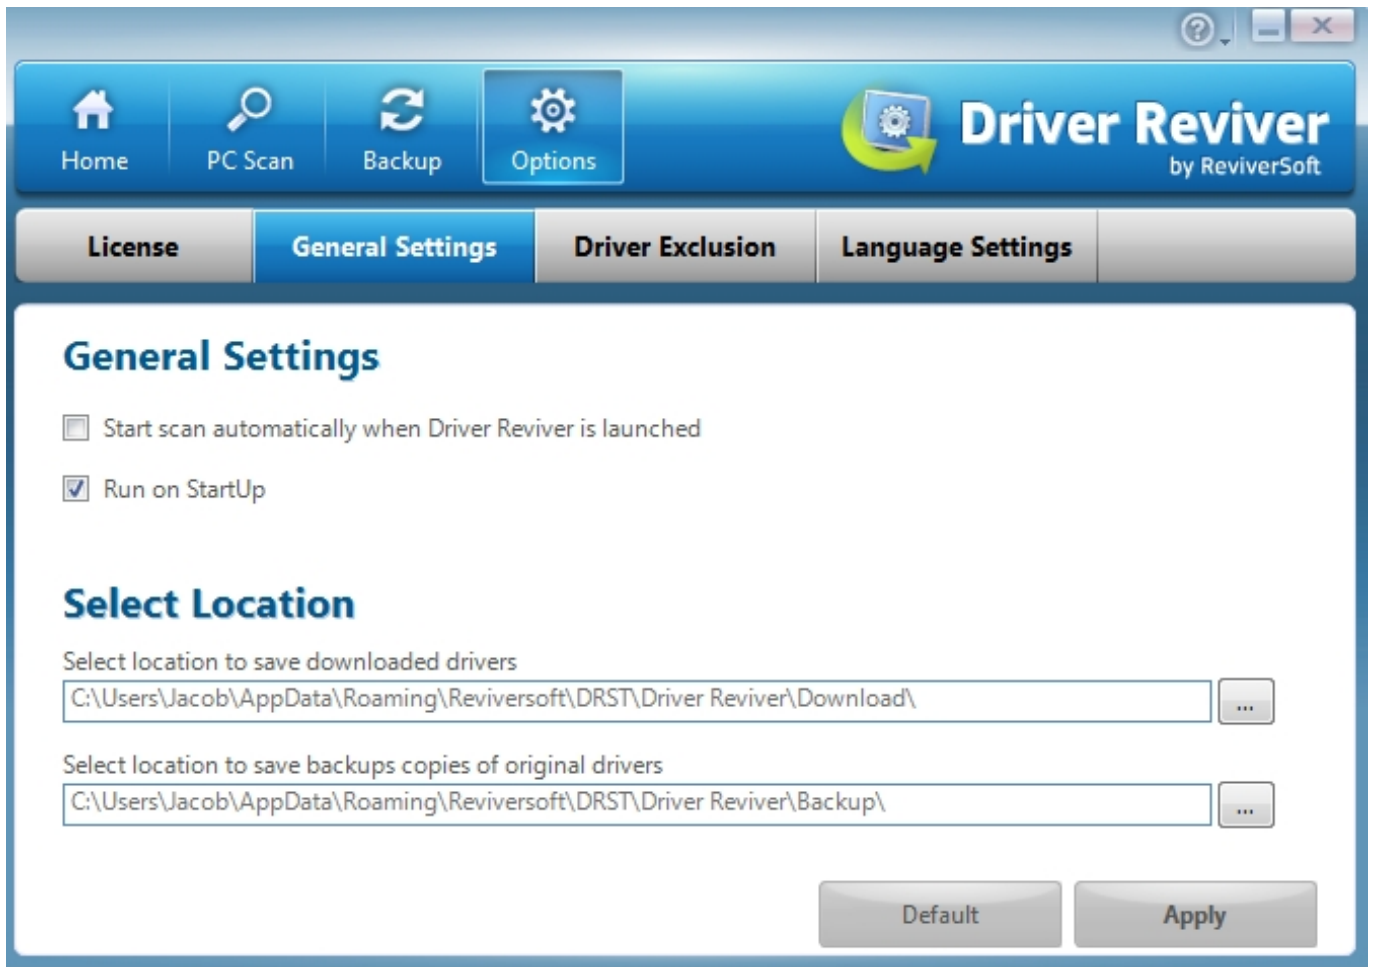 Home
PC Scan
Backup
Options
Driver Reviver
by ReviverSoft
License
General Settings
Driver Exclusion
Language Settings
General Settings
Start scan automatically when Driver Reviver is launched
Run on StartUp
Select Location
Select location to save downloaded drivers
C:\Users\Jacob\AppData\Roaming\Reviversoft\DRST\Driver Reviver\Download\
...
Select location to save backups copies of original drivers
C:\Users\Jacob\AppData\Roaming\Reviversoft\DRST\Driver Reviver\Backup\
...
Default
Apply